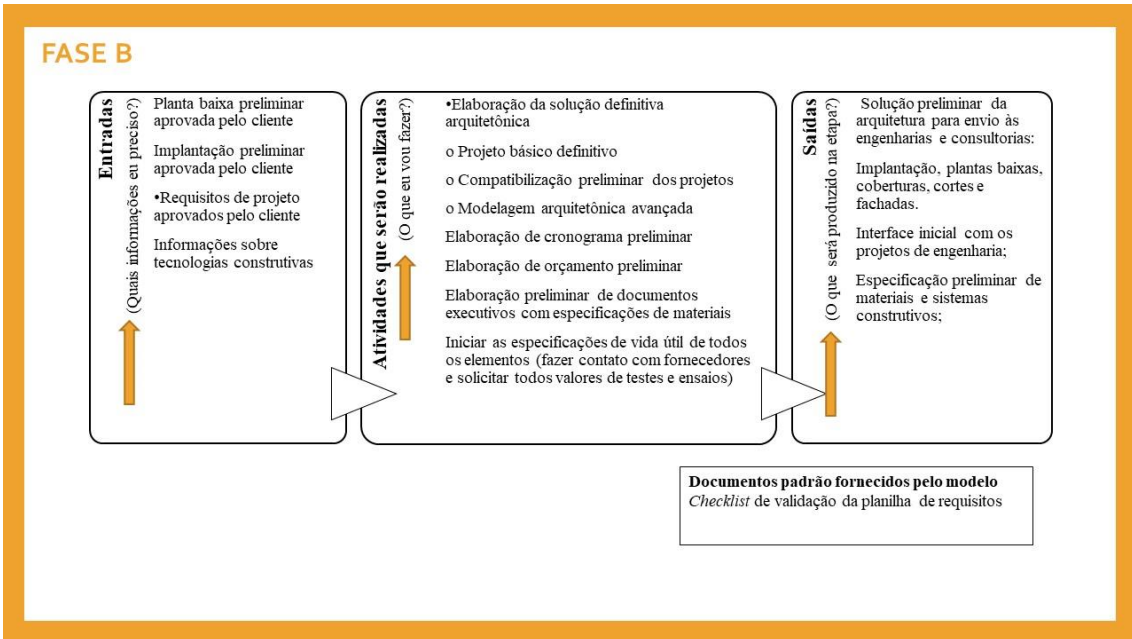 FASE B
Entradas
(Quais informações eu preciso?)
Planta baixa preliminar
aprovada pelo cliente
Implantação preliminar
aprovada pelo cliente
•Requisitos de projeto
aprovados pelo cliente
Informações sobre
tecnologias construtivas
Atividades que serão realizadas
(O que eu vou fazer?)
•Elaboração da solução definitiva
arquitetônica
o Projeto básico definitivo
o Compatibilização preliminar dos projetos
o Modelagem arquitetônica avançada
Elaboração de cronograma preliminar
Elaboração de orçamento preliminar
Elaboração preliminar de documentos
executivos com especificações de materiais
Iniciar as especificações de vida útil de todos
os elementos (fazer contato com fornecedores
e solicitar todos valores de testes e ensaios)
Saídas
(O que será produzido na etapa?)
Solução preliminar da
arquitetura para envio às
engenharias e consultorias:
Implantação, plantas baixas,
coberturas, cortes e
fachadas.
Interface inicial com os
projetos de engenharia;
Especificação preliminar de
materiais e sistemas
construtivos;
Documentos padrão fornecidos pelo modelo
Checklist de validação da planilha de requisitos